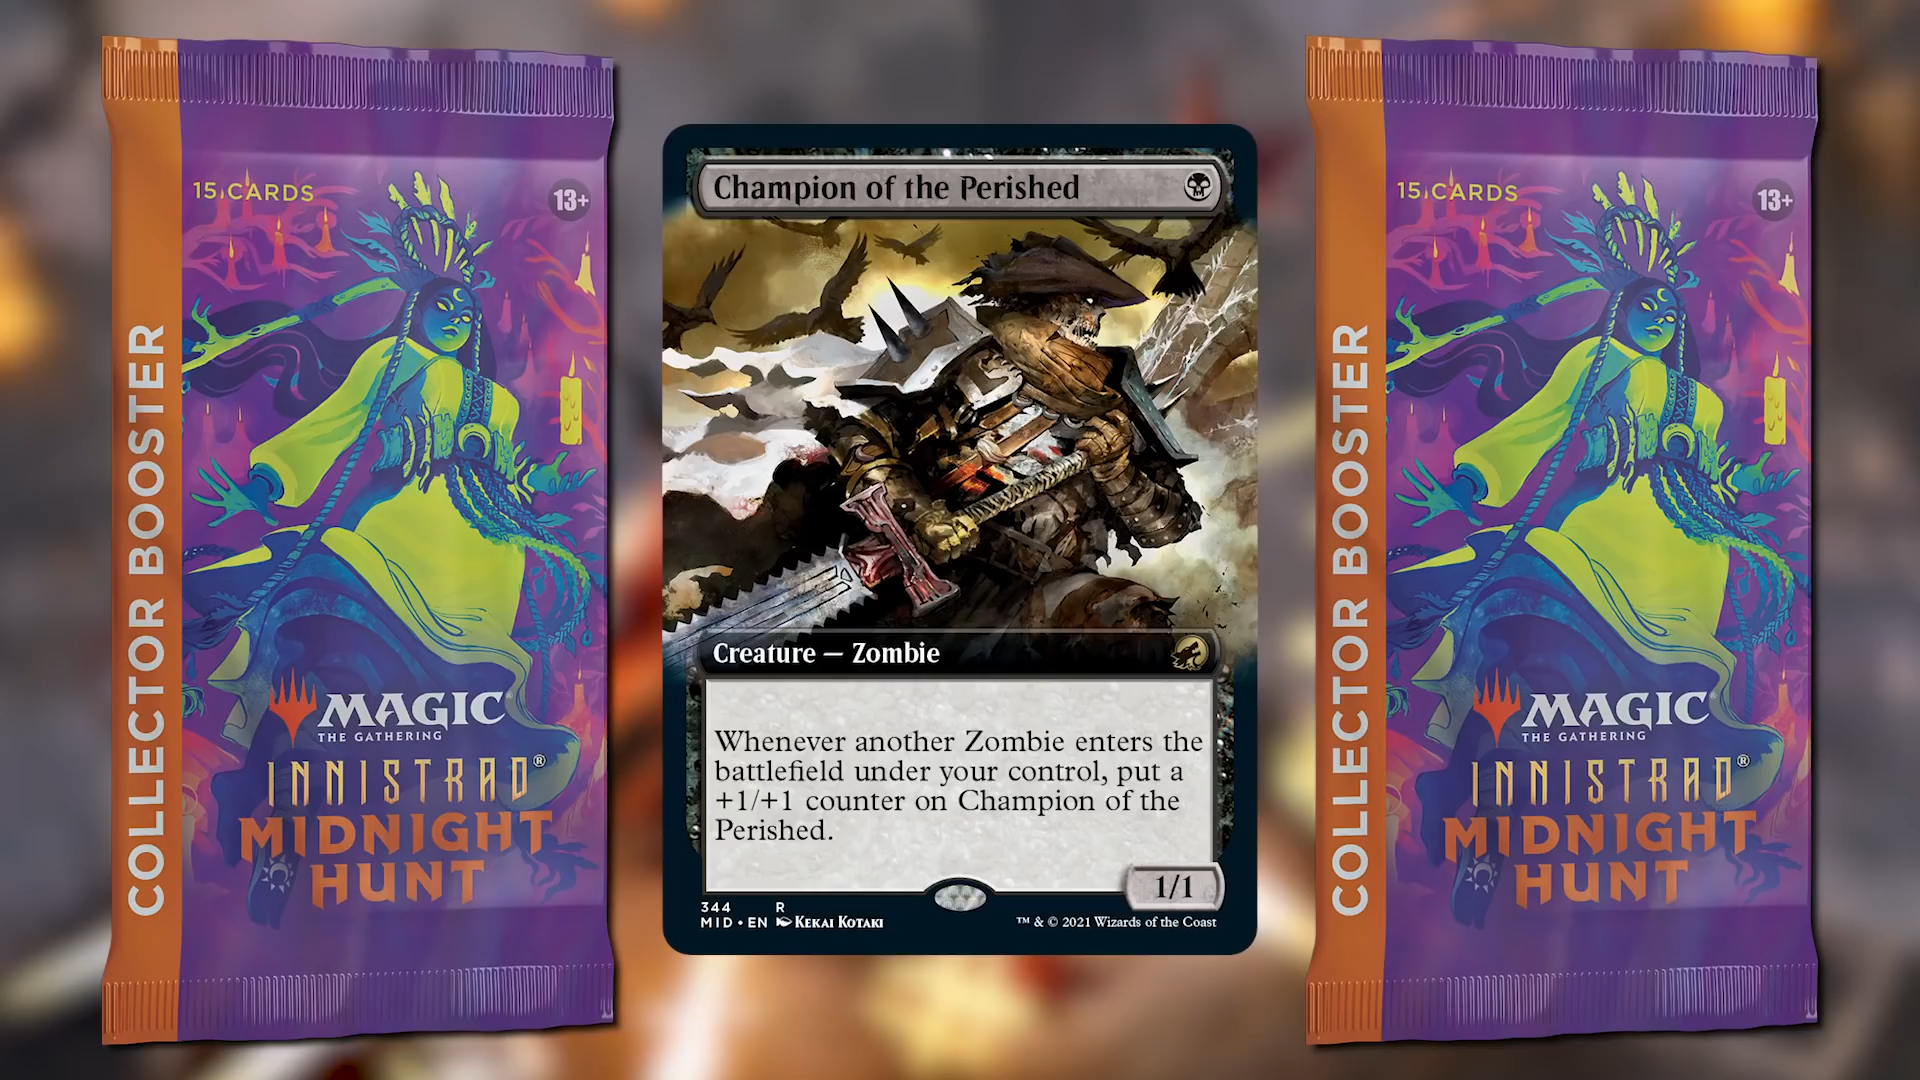 15 CARDS
13+
COLLECTOR BOOSTER
MAGIC
THE GATHERING
INNISTRAD®
MIDNIGHT
HUNT
Champion of the Perished
Creature — Zombie
Whenever another Zombie enters the
battlefield under your control, put a
+1/+1 counter on Champion of the
Perished.
1/1
344 R
MID • EN KEKAI KOTAKI
™ & © 2021 Wizards of the Coast
15 CARDS
13+
COLLECTOR BOOSTER
MAGIC
THE GATHERING
INNISTRAD®
MIDNIGHT
HUNT